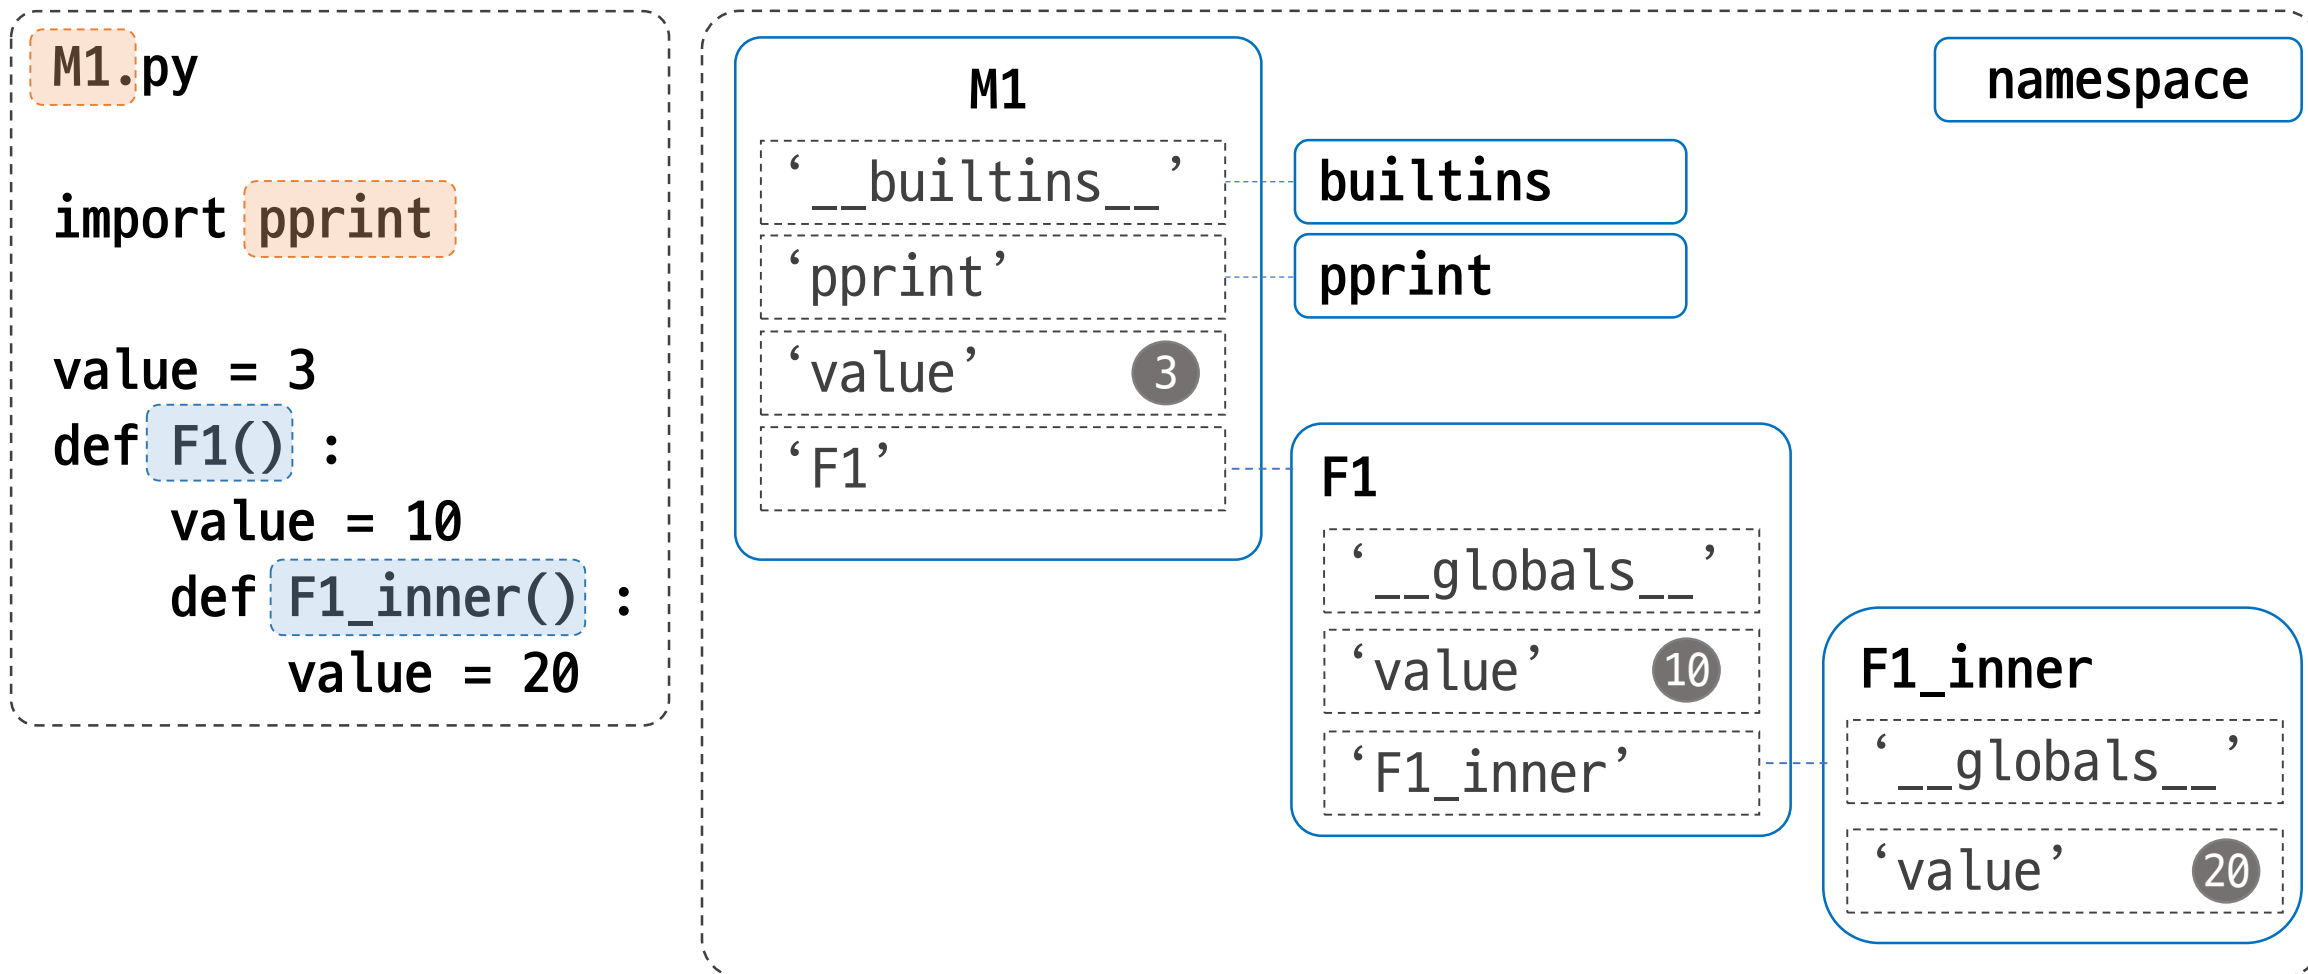 M1.py
import pprint
value = 3
def F1() :
value = 10
def F1_inner() :
value = 20
namespace
M1
‘__builtins__’
builtins
‘pprint’
pprint
‘value’ 3
‘F1’
F1
‘__globals__’
‘value’ 10
‘F1_inner’
F1_inner
‘__globals__’
‘value’ 20